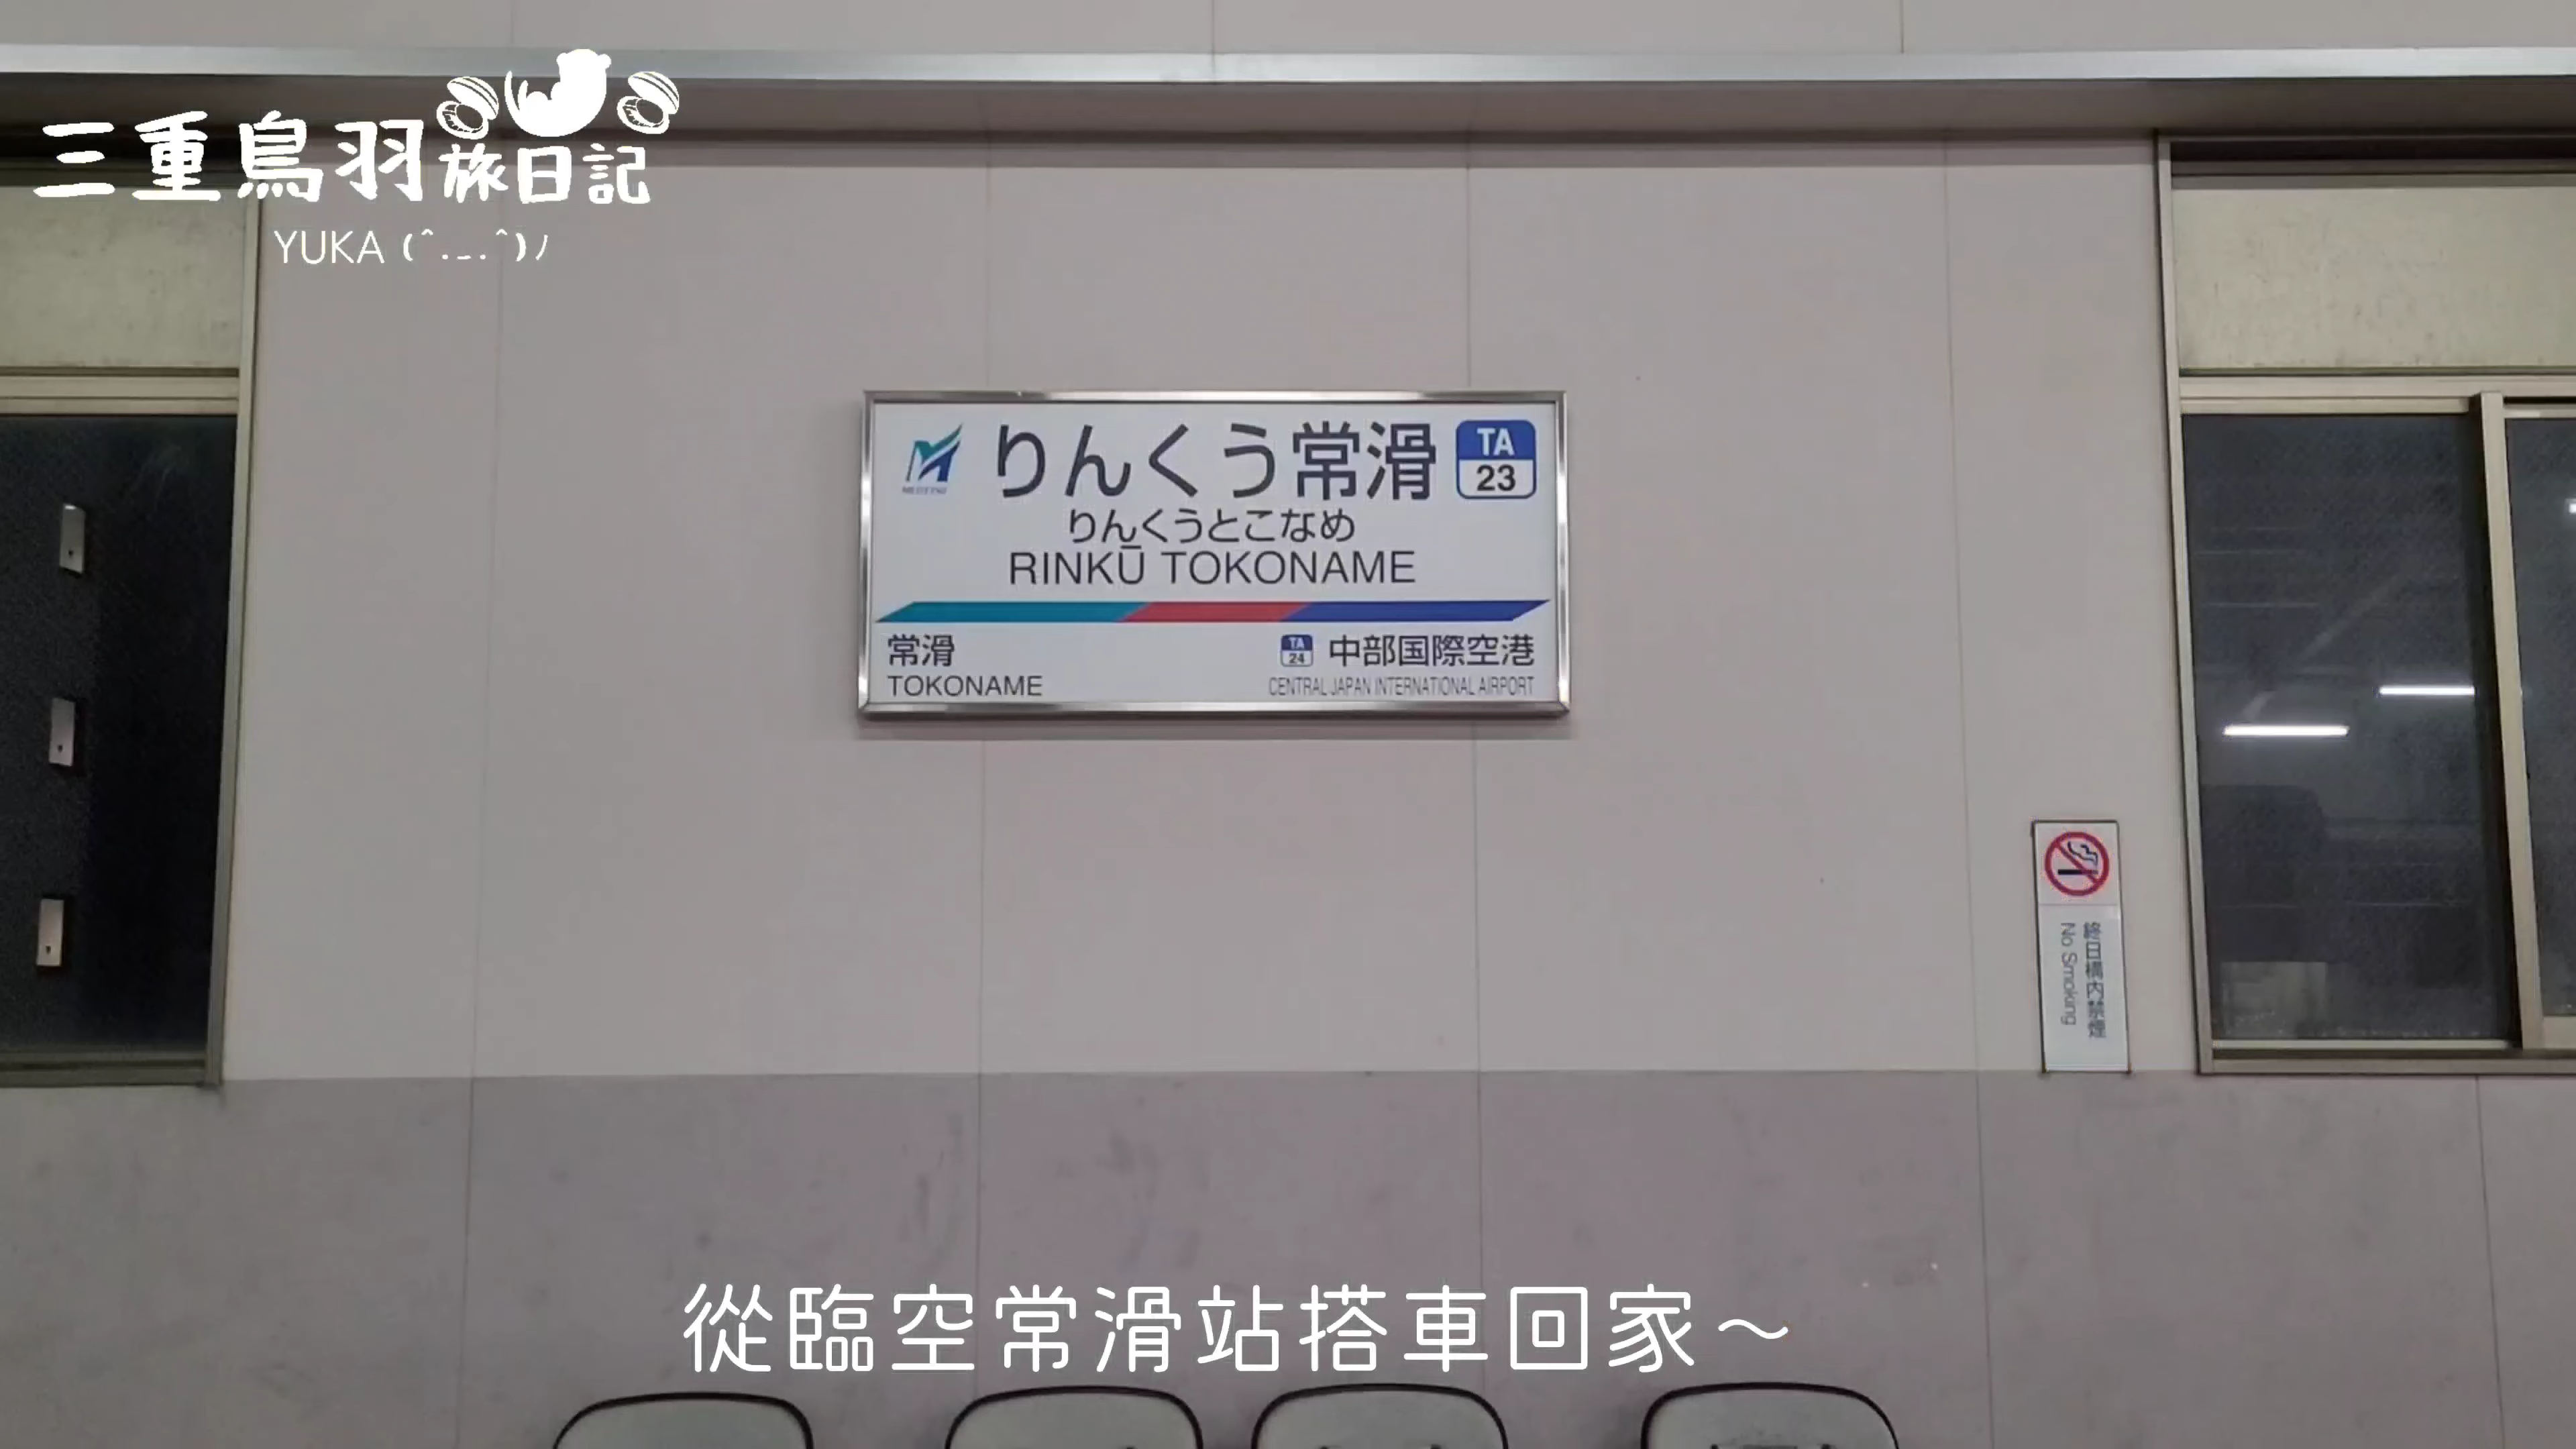 三重鳥羽旅日記
YUKA (ˆ._.ˆ)ﾉ
りんくう常滑
TA
23
りんくうとこなめ
RINKŪ TOKONAME
常滑
TOKONAME
TA
24
中部国際空港
CENTRAL JAPAN INTERNATIONAL AIRPORT
終日構内禁煙
No Smoking
從臨空常滑站搭車回家～